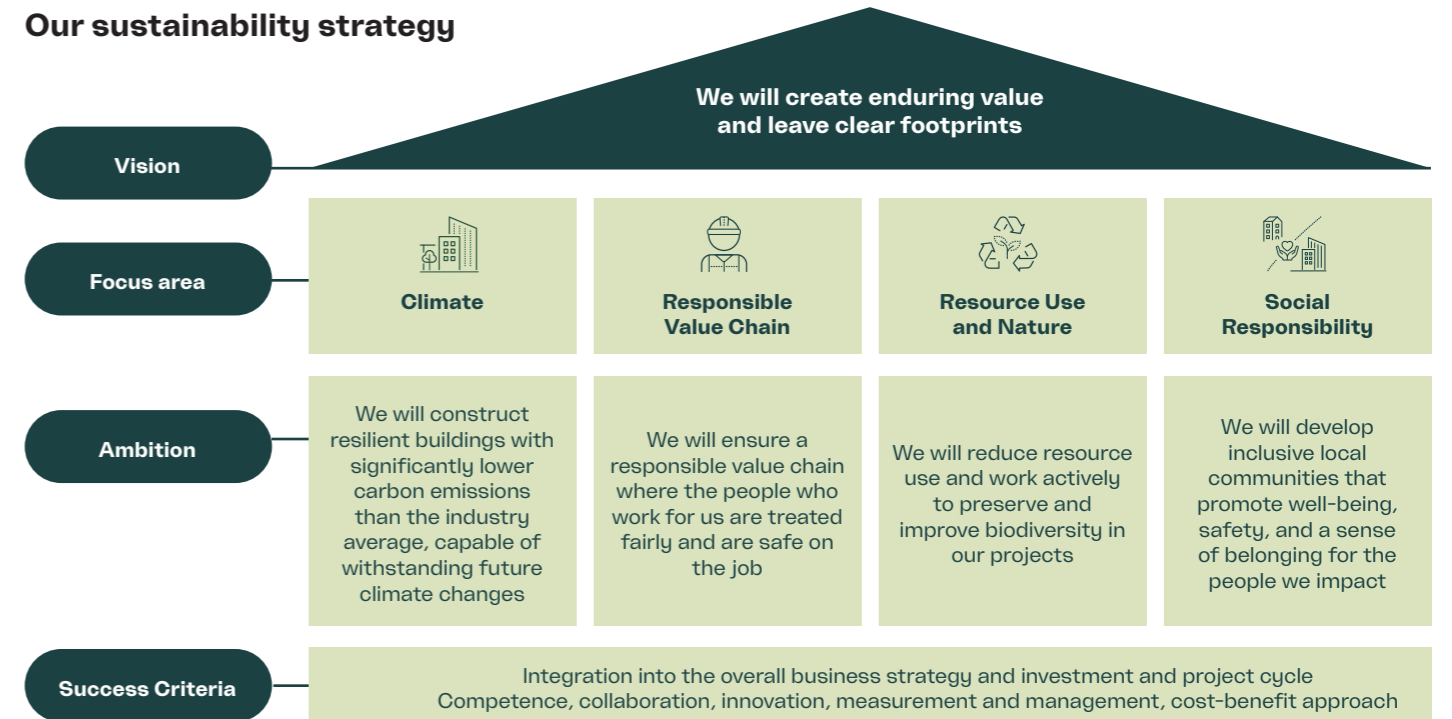 Our sustainability strategy
We will create enduring value
and leave clear footprints
Vision
Focus area
Climate
Responsible
Value Chain
Resource Use
and Nature
Social
Responsibility
Ambition
We will construct
resilient buildings with
significantly lower
carbon emissions
than the industry
average, capable of
withstanding future
climate changes
We will ensure a
responsible value chain
where the people who
work for us are treated
fairly and are safe on
the job
We will reduce resource
use and work actively
to preserve and
improve biodiversity in
our projects
We will develop
inclusive local
communities that
promote well-being,
safety, and a sense
of belonging for the
people we impact
Success Criteria
Integration into the overall business strategy and investment and project cycle
Competence, collaboration, innovation, measurement and management, cost-benefit approach